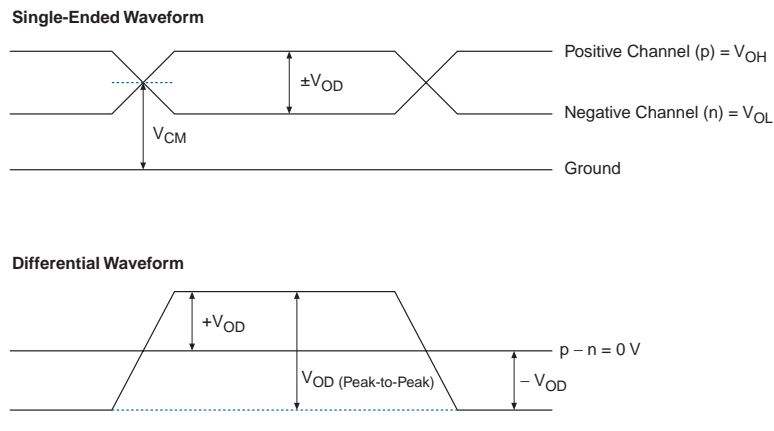 Single-Ended Waveform
Positive Channel (p) = VOH
±VOD
Negative Channel (n) = VOL
VCM
Ground
Differential Waveform
+VOD
p − n = 0 V
VOD (Peak-to-Peak)
− VOD